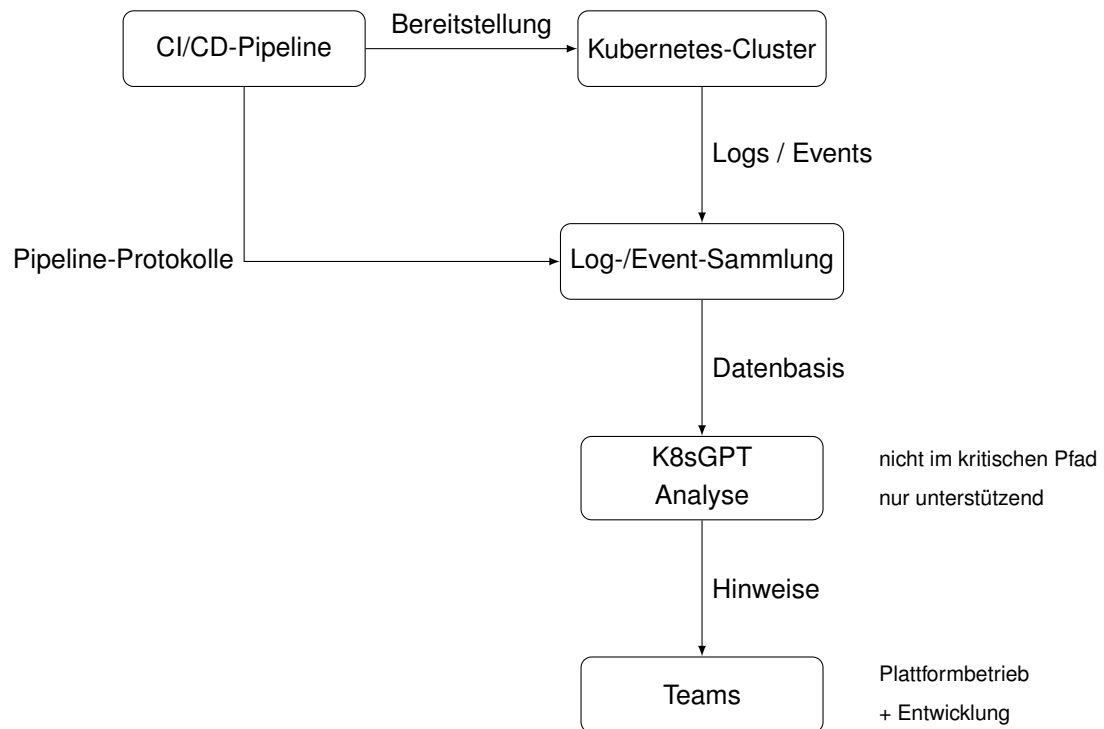 Bereitstellung
CI/CD-Pipeline
Kubernetes-Cluster
Logs / Events
Pipeline-Protokolle
Log-/Event-Sammlung
Datenbasis
K8sGPT
Analyse
nicht im kritischen Pfad
nur unterstützend
Hinweise
Teams
Plattformbetrieb
+ Entwicklung